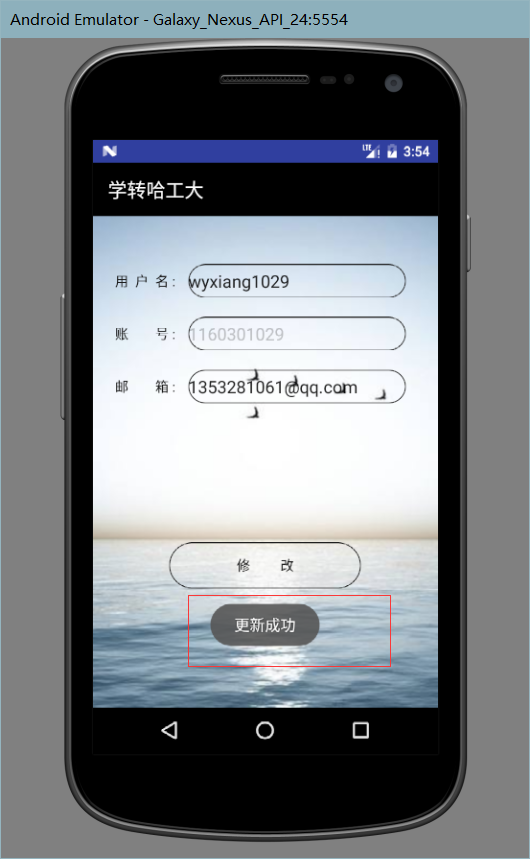 Android Emulator - Galaxy_Nexus_API_24:5554
LTE 3:54
学转哈工大
用 户 名： wyxiang1029
账 号： 1160301029
邮 箱： 1353281061@qq.com
修 改
更新成功